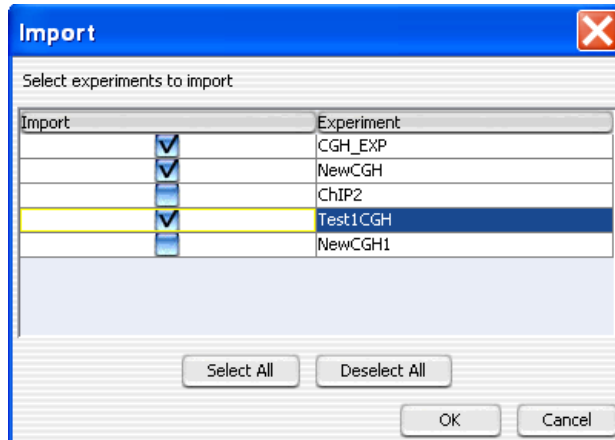 Import
Select experiments to import
Import Experiment
CGH_EXP
NewCGH
ChIP2
Test1CGH
NewCGH1
Select All Deselect All
OK Cancel